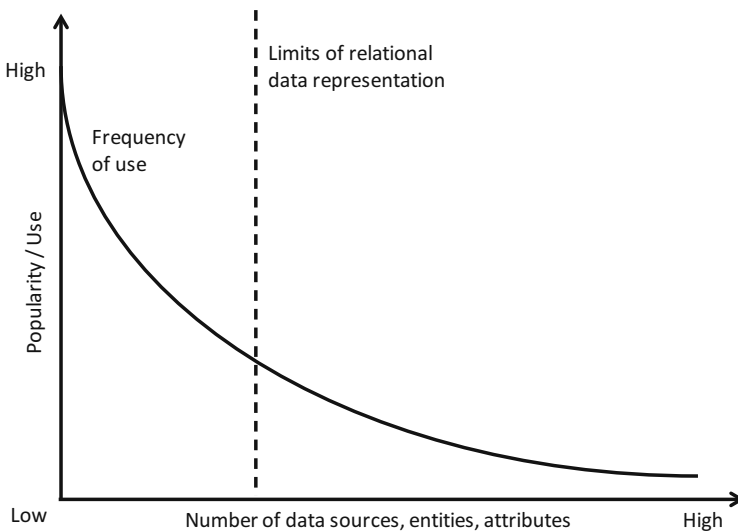 Limits of relational
data representation
High
Frequency
of use
Popularity / Use
Low
Number of data sources, entities, attributes
High